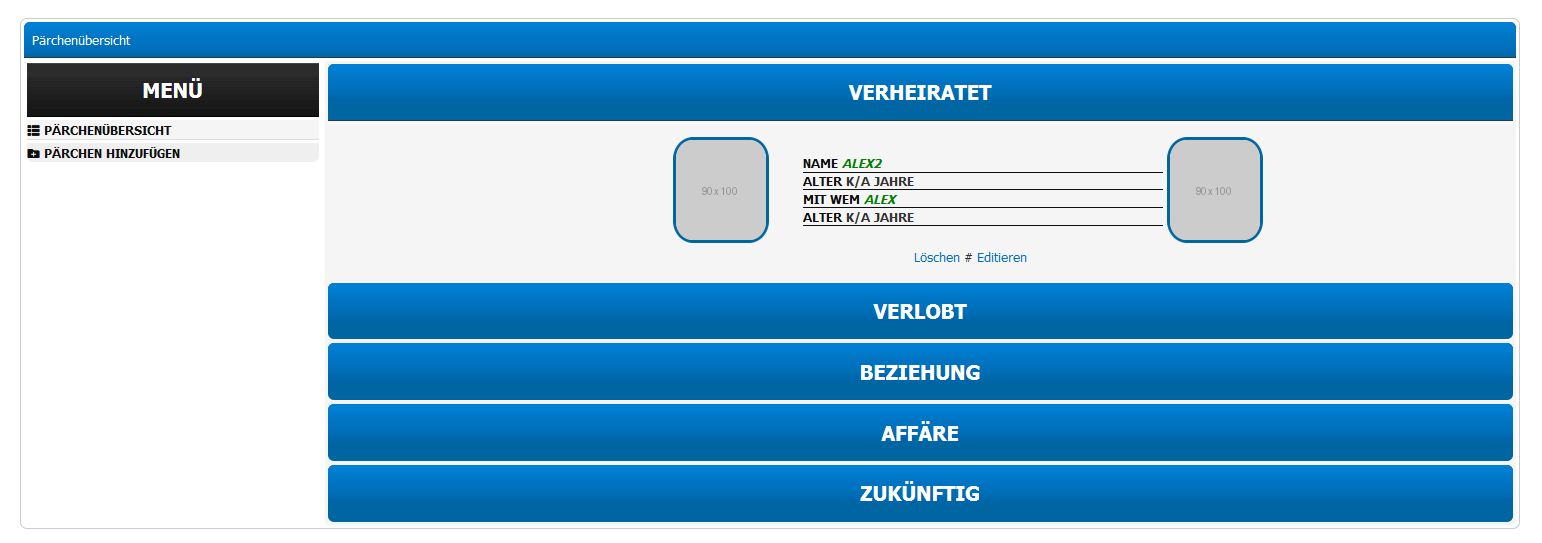 Pärchenübersicht
MENÜ
PÄRCHENÜBERSICHT
PÄRCHEN HINZUFÜGEN
VERHEIRATET
90 x 100
NAME ALEX2
ALTER K/A JAHRE
MIT WEM ALEX
ALTER K/A JAHRE
90 x 100
Löschen # Editieren
VERLOBT
BEZIEHUNG
AFFÄRE
ZUKÜNFTIG